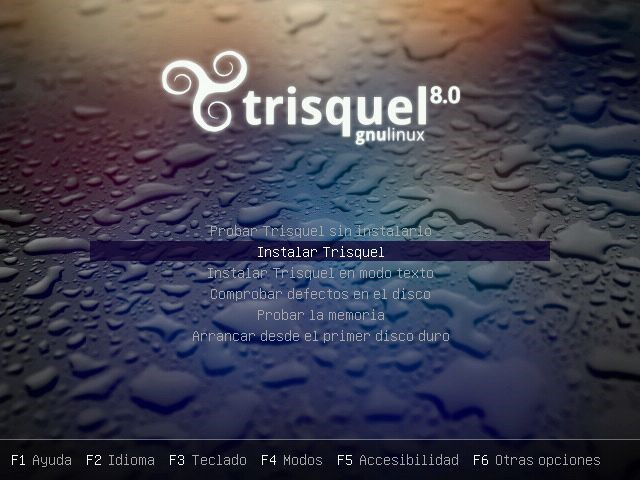 trisquel 8.0
gnulinux
Probar Trisquel sin instalarlo
Instalar Trisquel
Instalar Trisquel en modo texto
Comprobar defectos en el disco
Probar la memoria
Arrancar desde el primer disco duro
F1 Ayuda F2 Idioma F3 Teclado F4 Modos F5 Accesibilidad F6 Otras opciones